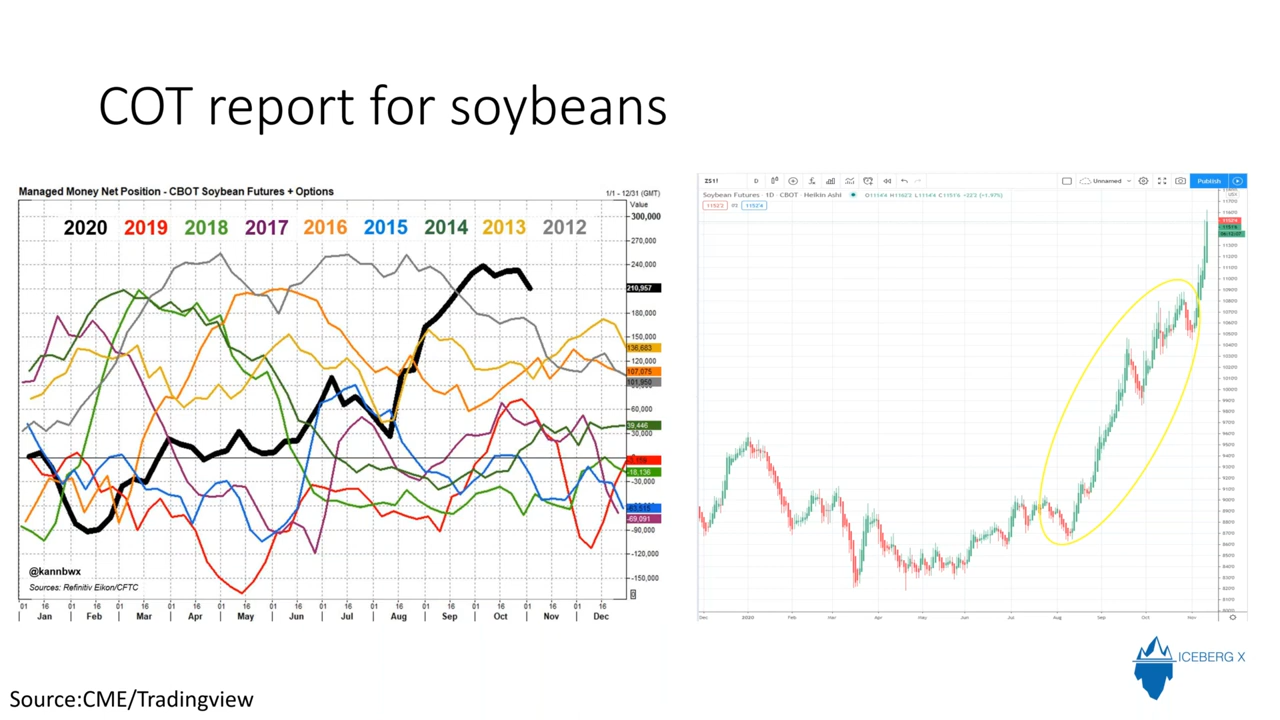 COT report for soybeans
Managed Money Net Position - CBOT Soybean Futures + Options
1/1 - 12/31 (GMT)
Value
2020 2019 2018 2017 2016 2015 2014 2013 2012
300,000
270,000
240,000
210,957
180,000
150,000
136,683
120,000
107,075
101,950
60,000
39,446
30,000
-18,136
-30,000
-69,091
-90,000
-120,000
-150,000
@kannbwx
Sources: Refinitiv Eikon/CFTC
01 16 01 16 01 16 01 16 01 16 01 16 01 16 01 16 01 16 01 16 01 16 01 16
Jan Feb Mar Apr May Jun Jul Aug Sep Oct Nov Dec
ZS1! D Unnamed Publish
Soybean Futures · 1D · CBOT Heikin Ashi
Dec 2020 Feb Mar Apr May Jun Jul Aug Sep Oct Nov
ICEBERG X
Source:CME/Tradingview